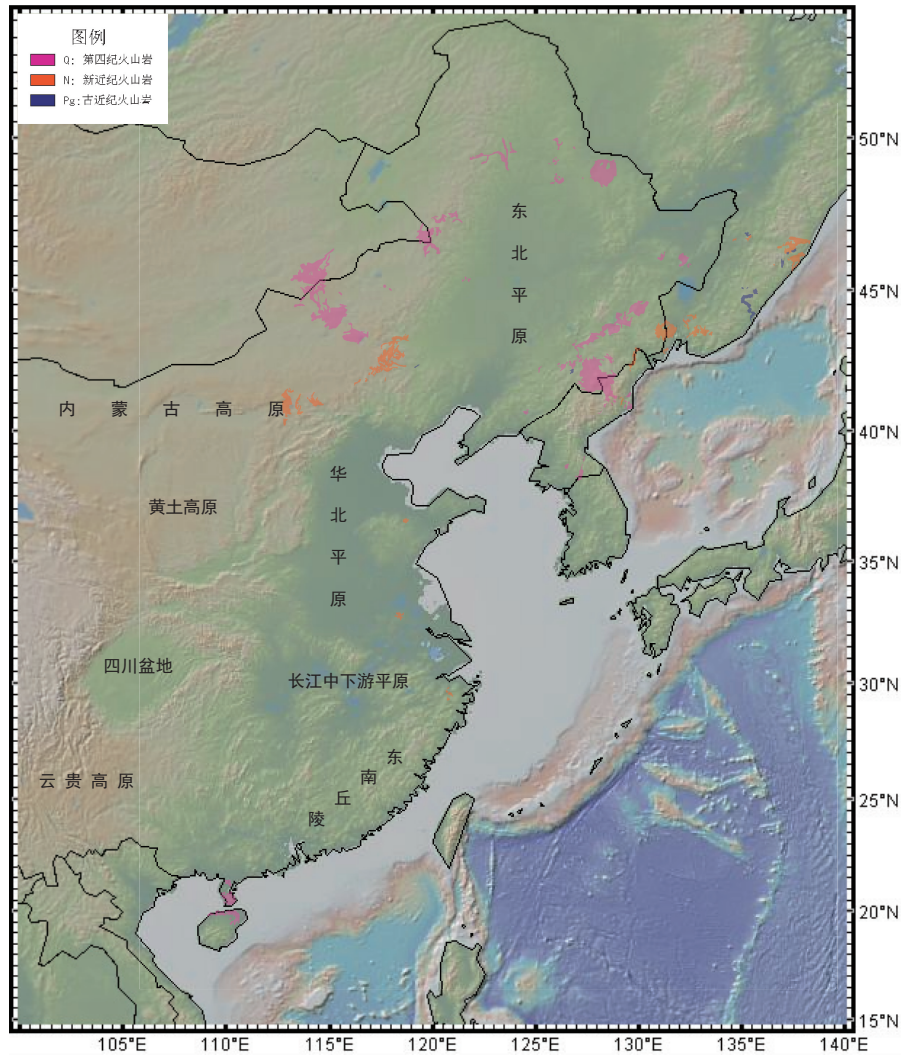 图例
Q: 第四纪火山岩
N: 新近纪火山岩
Pg:古近纪火山岩
50°N
东北平原
45°N
内蒙古高原
40°N
华北平原
黄土高原
35°N
四川盆地
长江中下游平原
30°N
东南丘陵
云贵高原
25°N
20°N
15°N
105°E 110°E 115°E 120°E 125°E 130°E 135°E 140°E